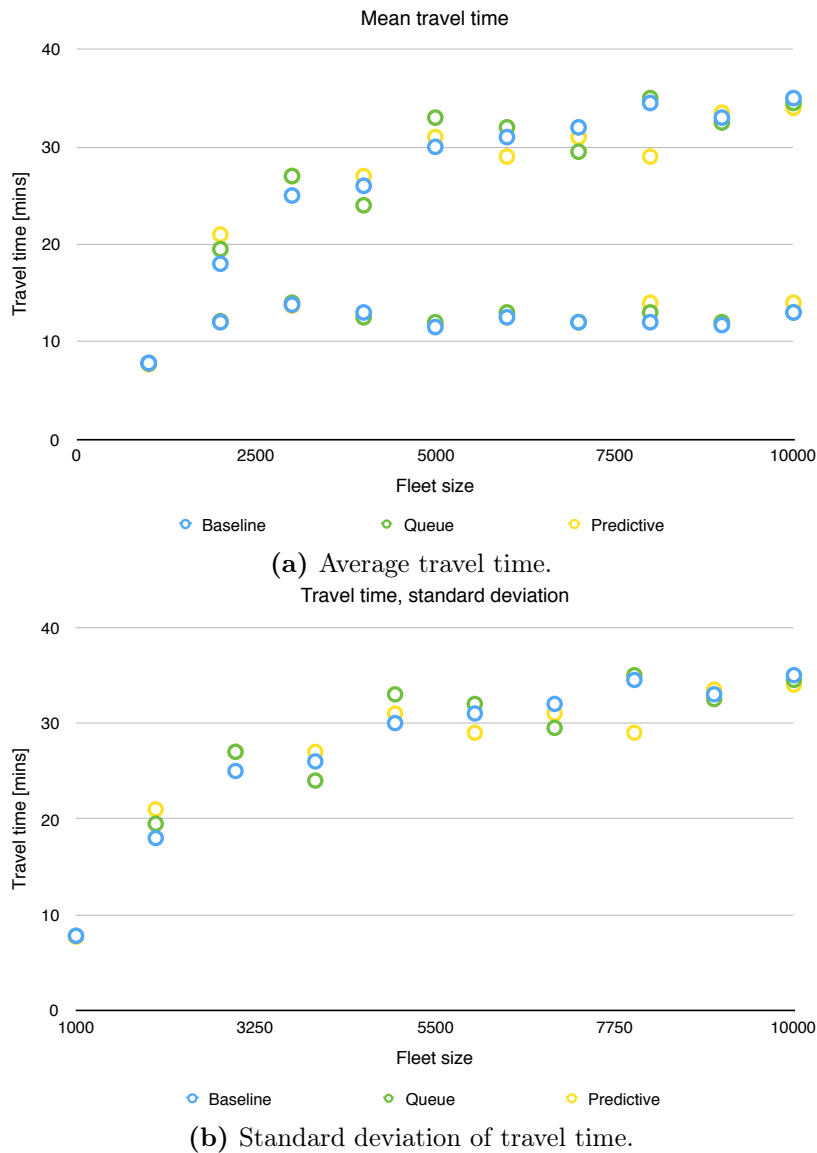 Mean travel time
40
30
20
10
0
Travel time [mins]
0 2500 5000 7500 10000
Fleet size
Baseline Queue Predictive
(a) Average travel time.
Travel time, standard deviation
40
30
20
10
0
Travel time [mins]
1000 3250 5500 7750 10000
Fleet size
Baseline Queue Predictive
(b) Standard deviation of travel time.